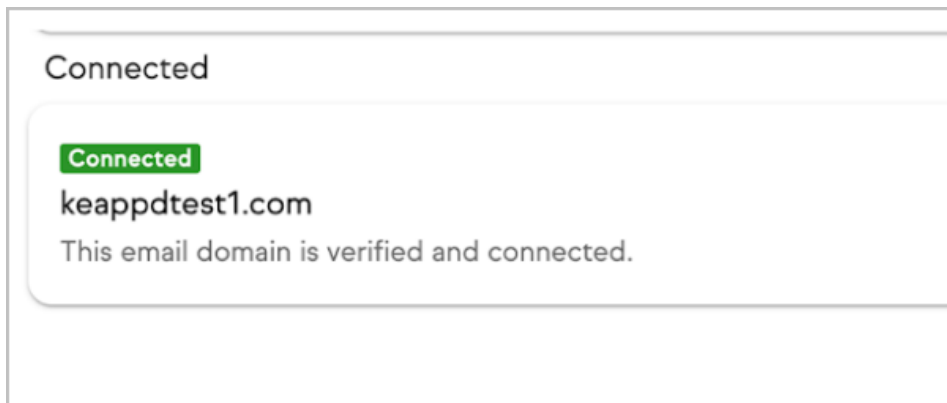 Connected
Connected
keappdtest1.com
This email domain is verified and connected.